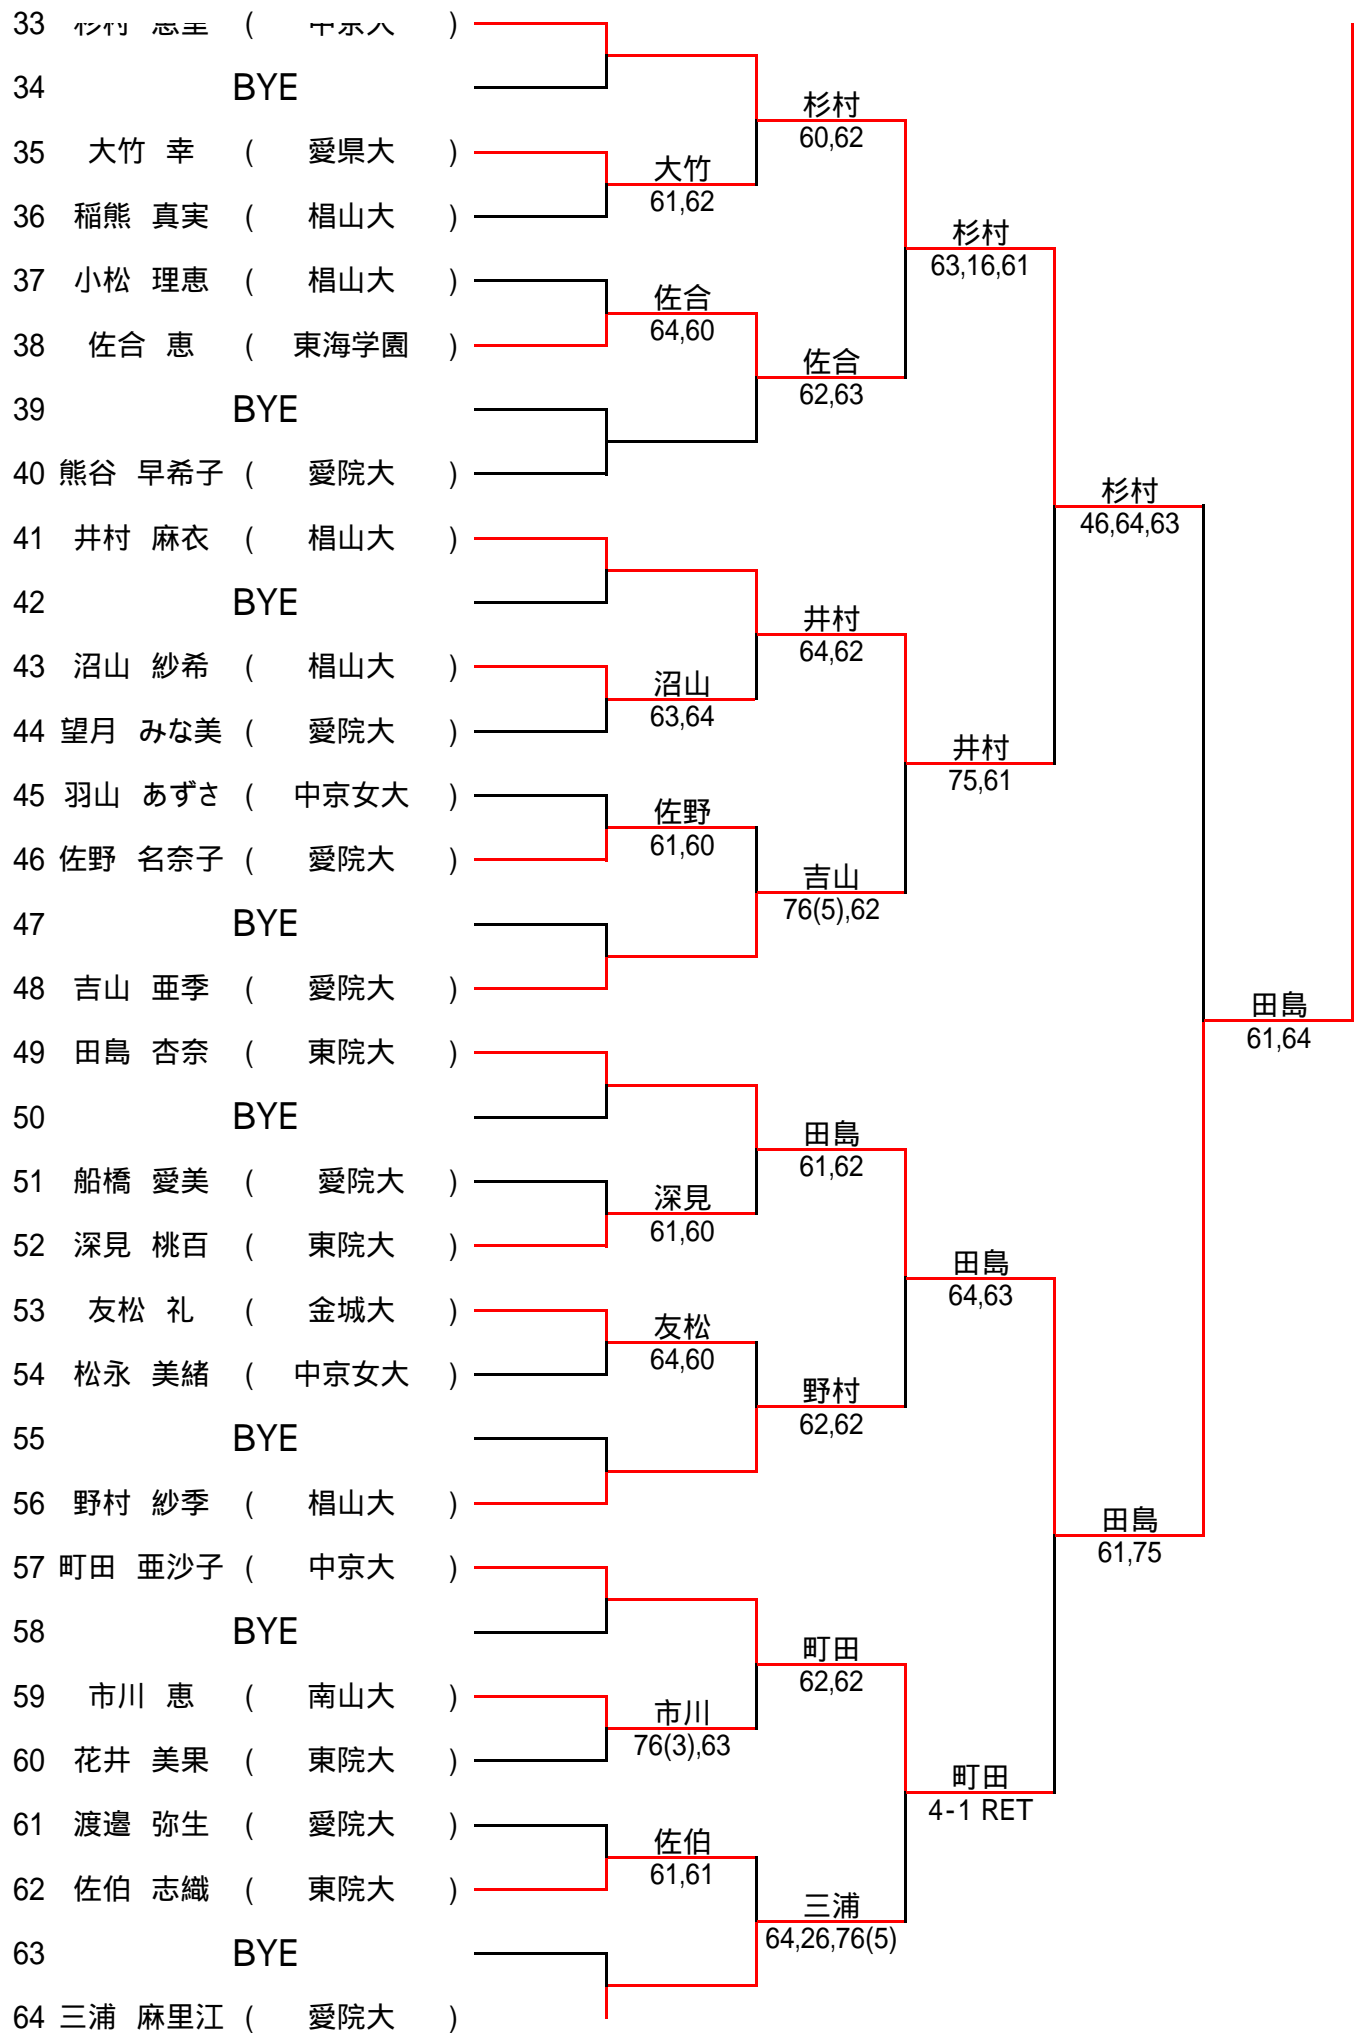 33 (        )
34 BYE
杉村
60,62
35 大竹 幸 ( 愛県大 )
大竹
61,62
36 稲熊 真実 ( 椙山大 )
杉村
63,16,61
37 小松 理恵 ( 椙山大 )
佐合
64,60
38 佐合 恵 ( 東海学園 )
佐合
62,63
39 BYE
40 熊谷 早希子 ( 愛院大 )
杉村
46,64,63
41 井村 麻衣 ( 椙山大 )
42 BYE
井村
64,62
43 沼山 紗希 ( 椙山大 )
沼山
63,64
44 望月 みな美 ( 愛院大 )
井村
75,61
45 羽山 あずさ ( 中京女大 )
佐野
61,60
46 佐野 名奈子 ( 愛院大 )
吉山
76(5),62
47 BYE
48 吉山 亜季 ( 愛院大 )
田島
61,64
49 田島 杏奈 ( 東院大 )
50 BYE
田島
61,62
51 船橋 愛美 ( 愛院大 )
深見
61,60
52 深見 桃百 ( 東院大 )
田島
64,63
53 友松 礼 ( 金城大 )
友松
64,60
54 松永 美緒 ( 中京女大 )
野村
62,62
55 BYE
56 野村 紗季 ( 椙山大 )
田島
61,75
57 町田 亜沙子 ( 中京大 )
58 BYE
町田
62,62
59 市川 恵 ( 南山大 )
市川
76(3),63
60 花井 美果 ( 東院大 )
町田
4-1 RET
61 渡邉 弥生 ( 愛院大 )
佐伯
61,61
62 佐伯 志織 ( 東院大 )
三浦
64,26,76(5)
63 BYE
64 三浦 麻里江 ( 愛院大 )